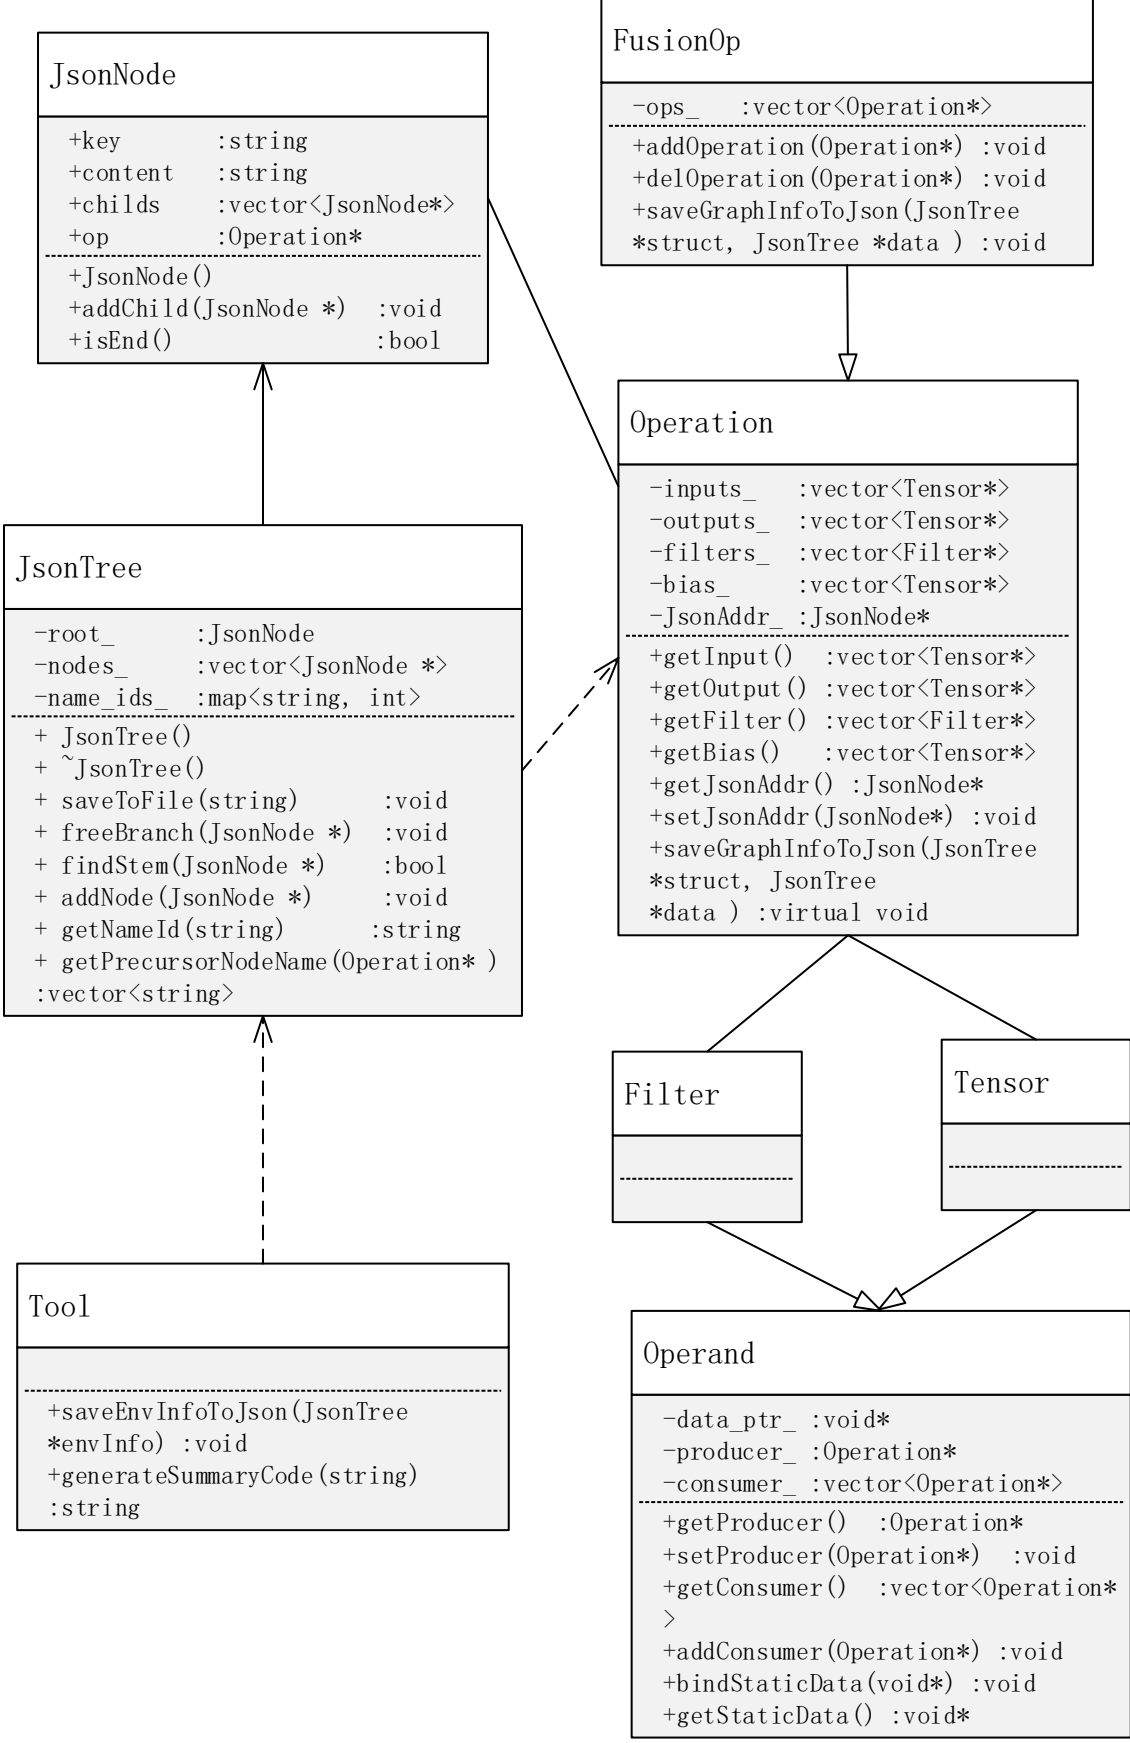 JsonNode
+key :string
+content :string
+childs :vector<JsonNode*>
+op :Operation*
+JsonNode()
+addChild(JsonNode *) :void
+isEnd() :bool
FusionOp
-ops_ :vector<Operation*>
+addOperation(Operation*) :void
+delOperation(Operation*) :void
+saveGraphInfoToJson(JsonTree
*struct, JsonTree *data ) :void
Operation
-inputs_ :vector<Tensor*>
-outputs_ :vector<Tensor*>
-filters_ :vector<Filter*>
-bias_ :vector<Tensor*>
-JsonAddr_ :JsonNode*
+getInput() :vector<Tensor*>
+getOutput() :vector<Tensor*>
+getFilter() :vector<Filter*>
+getBias() :vector<Tensor*>
+getJsonAddr() :JsonNode*
+setJsonAddr(JsonNode*) :void
+saveGraphInfoToJson(JsonTree
*struct, JsonTree
*data ) :virtual void
JsonTree
-root_ :JsonNode
-nodes_ :vector<JsonNode *>
-name_ids_ :map<string, int>
+ JsonTree()
+ ~JsonTree()
+ saveToFile(string) :void
+ freeBranch(JsonNode *) :void
+ findStem(JsonNode *) :bool
+ addNode(JsonNode *) :void
+ getNameId(string) :string
+ getPrecursorNodeName(Operation* )
:vector<string>
Filter
Tensor
Tool
+saveEnvInfoToJson(JsonTree
*envInfo) :void
+generateSummaryCode(string)
:string
Operand
-data_ptr_ :void*
-producer_ :Operation*
-consumer_ :vector<Operation*>
+getProducer() :Operation*
+setProducer(Operation*) :void
+getConsumer() :vector<Operation*
>
+addConsumer(Operation*) :void
+bindStaticData(void*) :void
+getStaticData() :void*